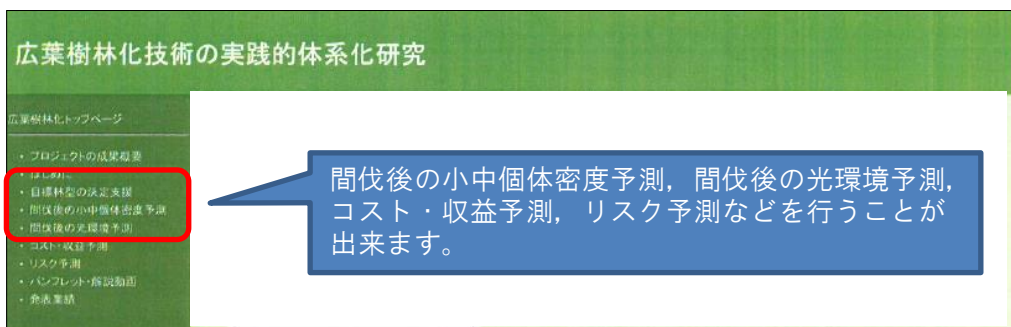 広葉樹林化技術の実践的体系化研究
広葉樹林化トップページ
・プロジェクトの成果概要
・はじめに
・目標林型の決定支援
・間伐後の小中個体密度予測
・間伐後の光環境予測
・コスト・収益予測
・リスク予測
・パンフレット・解説動画
・発表業績
間伐後の小中個体密度予測，間伐後の光環境予測，
コスト・収益予測，リスク予測などを行うことが
出来ます。